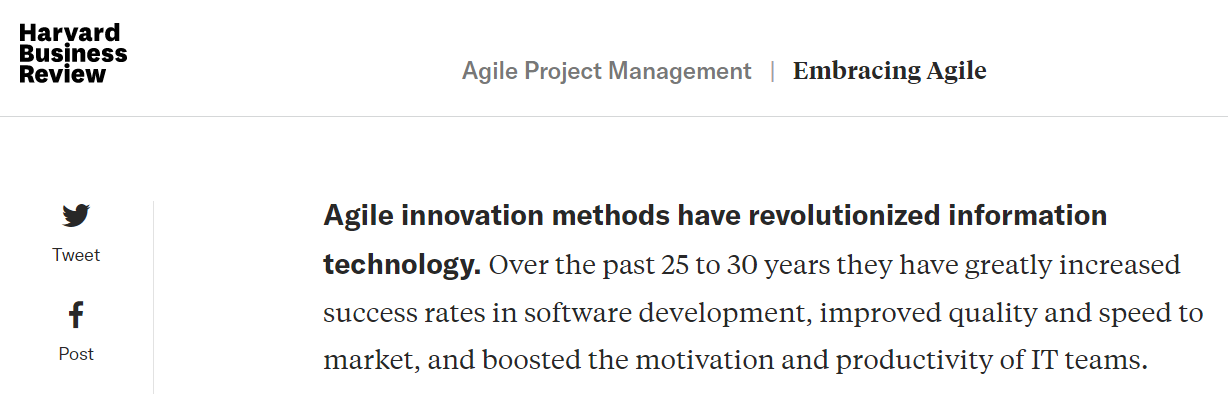 Harvard
Business
Review
Agile Project Management | Embracing Agile
Tweet
Post
Agile innovation methods have revolutionized information
technology. Over the past 25 to 30 years they have greatly increased
success rates in software development, improved quality and speed to
market, and boosted the motivation and productivity of IT teams.